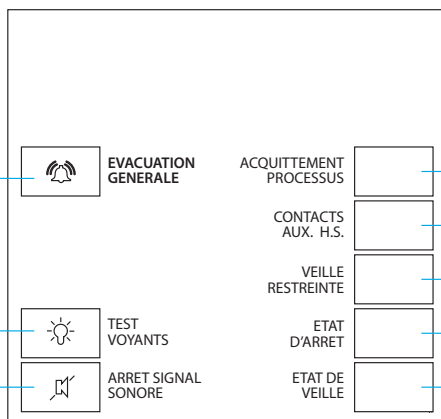 EVACUATION
GENERALE
ACQUITTEMENT
PROCESSUS
CONTACTS
AUX. H.S.
VEILLE
RESTREINTE
TEST
VOYANTS
ETAT
D'ARRET
ARRET SIGNAL
SONORE
ETAT DE
VEILLE